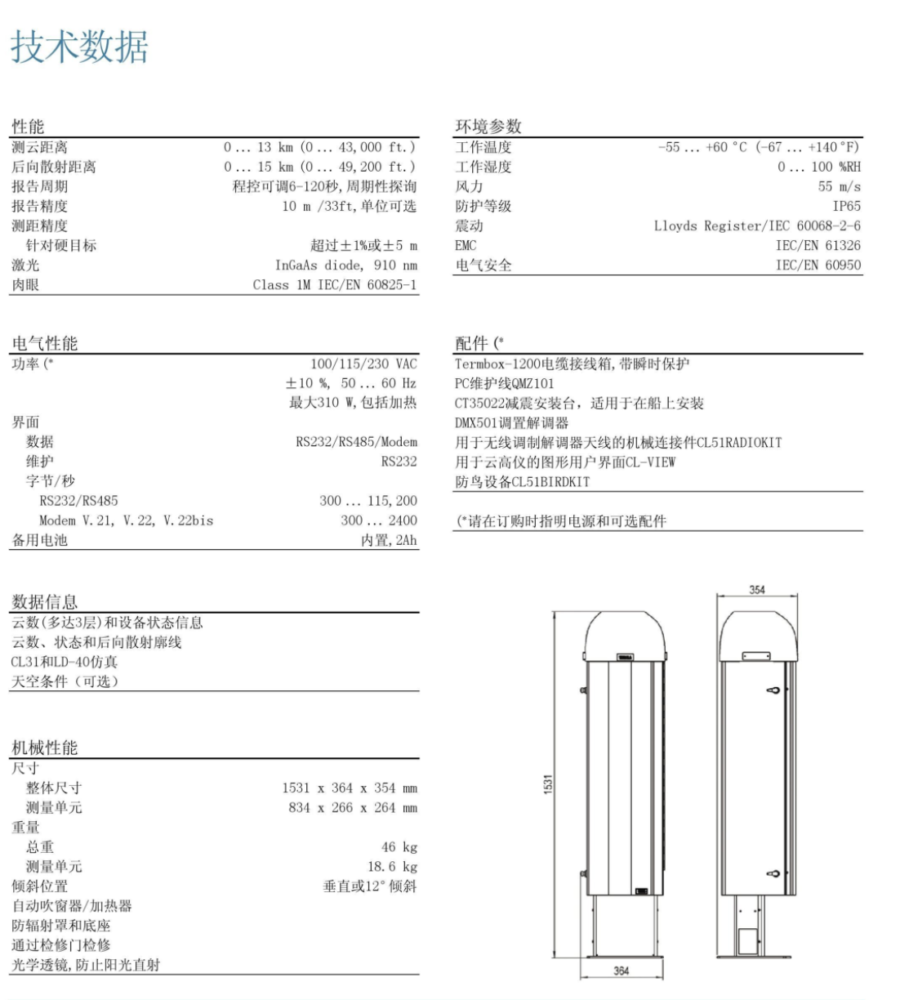 技术数据
性能
测云距离 0... 13 km (0... 43,000 ft.)
后向散射距离 0... 15 km (0... 49,200 ft.)
报告周期 程控可调6-120秒,周期性探询
报告精度 10 m /33ft,单位可选
测距精度
针对硬目标 超过±1%或±5 m
激光 InGaAs diode, 910 nm
肉眼 Class 1M IEC/EN 60825-1
电气性能
功率(* 100/115/230 VAC
±10 %, 50... 60 Hz
最大310 W,包括加热
界面
数据 RS232/RS485/Modem
维护 RS232
字节/秒
RS232/RS485 300... 115,200
Modem V.21, V.22, V.22bis 300... 2400
备用电池 内置,2Ah
数据信息
云数(多达3层)和设备状态信息
云数、状态和后向散射廓线
CL31和LD-40仿真
天空条件（可选）
机械性能
尺寸
整体尺寸 1531 x 364 x 354 mm
测量单元 834 x 266 x 264 mm
重量
总重 46 kg
测量单元 18.6 kg
倾斜位置 垂直或12°倾斜
自动吹窗器/加热器
防辐射罩和底座
通过检修门检修
光学透镜,防止阳光直射
环境参数
工作温度 -55... +60°C (-67... +140°F)
工作湿度 0... 100 %RH
风力 55 m/s
防护等级 IP65
震动 Lloyds Register/IEC 60068-2-6
EMC IEC/EN 61326
电气安全 IEC/EN 60950
配件(*
Termbox-1200电缆接线箱,带瞬时保护
PC维护线QMZ101
CT35022减震安装台，适用于在船上安装
DMX501调置解调器
用于无线调制解调器天线的机械连接件CL51RADIOKIT
用于云高仪的图形用户界面CL-VIEW
防鸟设备CL51BIRDKIT
(*请在订购时指明电源和可选配件
354
1531
364